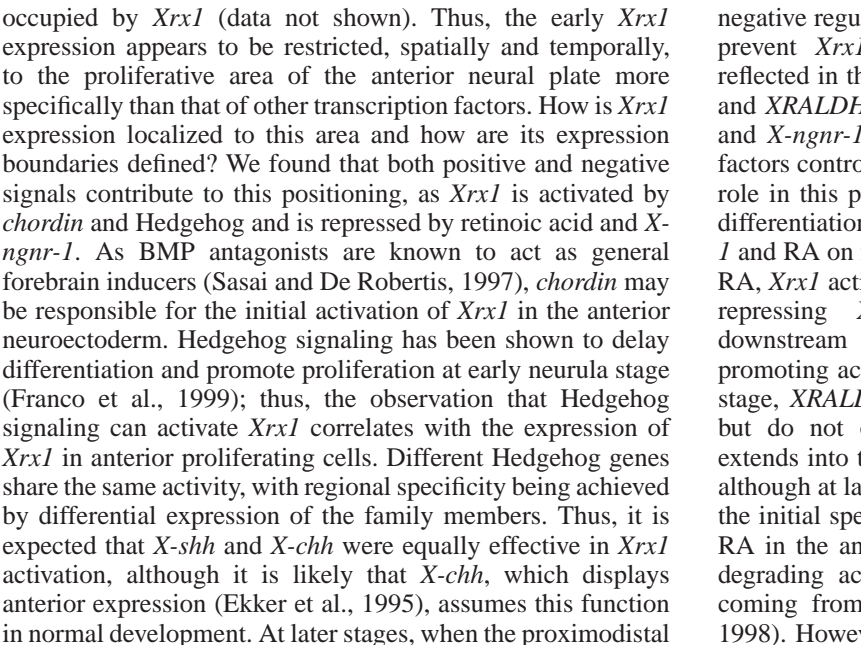 occupied by Xrx1 (data not shown). Thus, the early Xrx1
expression appears to be restricted, spatially and temporally,
to the proliferative area of the anterior neural plate more
specifically than that of other transcription factors. How is Xrx1
expression localized to this area and how are its expression
boundaries defined? We found that both positive and negative
signals contribute to this positioning, as Xrx1 is activated by
chordin and Hedgehog and is repressed by retinoic acid and X-
ngnr-1. As BMP antagonists are known to act as general
forebrain inducers (Sasai and De Robertis, 1997), chordin may
be responsible for the initial activation of Xrx1 in the anterior
neuroectoderm. Hedgehog signaling has been shown to delay
differentiation and promote proliferation at early neurula stage
(Franco et al., 1999); thus, the observation that Hedgehog
signaling can activate Xrx1 correlates with the expression of
Xrx1 in anterior proliferating cells. Different Hedgehog genes
share the same activity, with regional specificity being achieved
by differential expression of the family members. Thus, it is
expected that X-shh and X-chh were equally effective in Xrx1
activation, although it is likely that X-chh, which displays
anterior expression (Ekker et al., 1995), assumes this function
in normal development. At later stages, when the proximodistal
negative
prevent Xrx1
reflected in
and
and X-ngnr-1
factors
role in this
differentiation
1 and RA on
RA, Xrx1
repressing
downstream
promoting
stage,
but do not
extends into
although at
the initial
RA in the
degrading
coming from
1998).